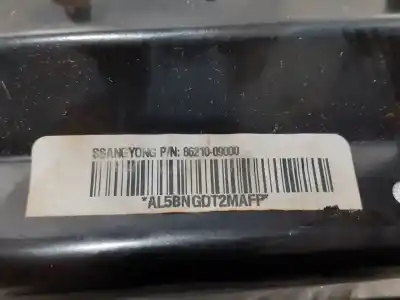 SSANGYONG P/N: 86210-09000
*AL5BNGDT2MAFP*